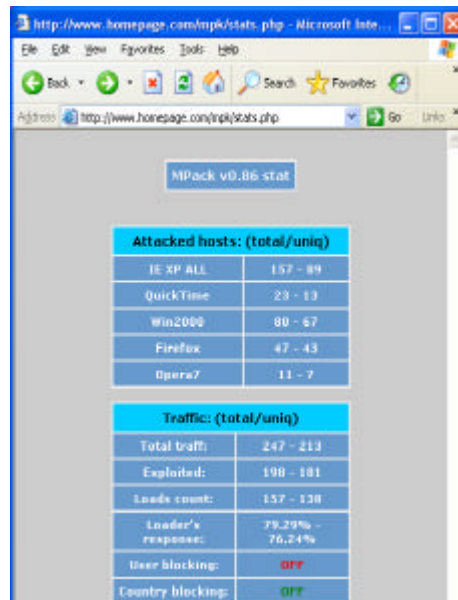 http://www.homepage.com/mpk/stats.php - Microsoft Inte...
File Edit View Favorites Tools Help
Back Search Favorites
Address http://www.homepage.com/mpk/stats.php Go Links
MPack v0.86 stat
Attacked hosts: (total/uniq)
IE XP ALL 157 - 89
QuickTime 23 - 13
Win2000 80 - 67
Firefox 47 - 43
Opera7 11 - 7
Traffic: (total/uniq)
Total traff: 247 - 213
Exploited: 198 - 181
Loads count: 157 - 138
Loader's 79.29% -
response: 76.24%
User blocking: OFF
Country blocking: OFF